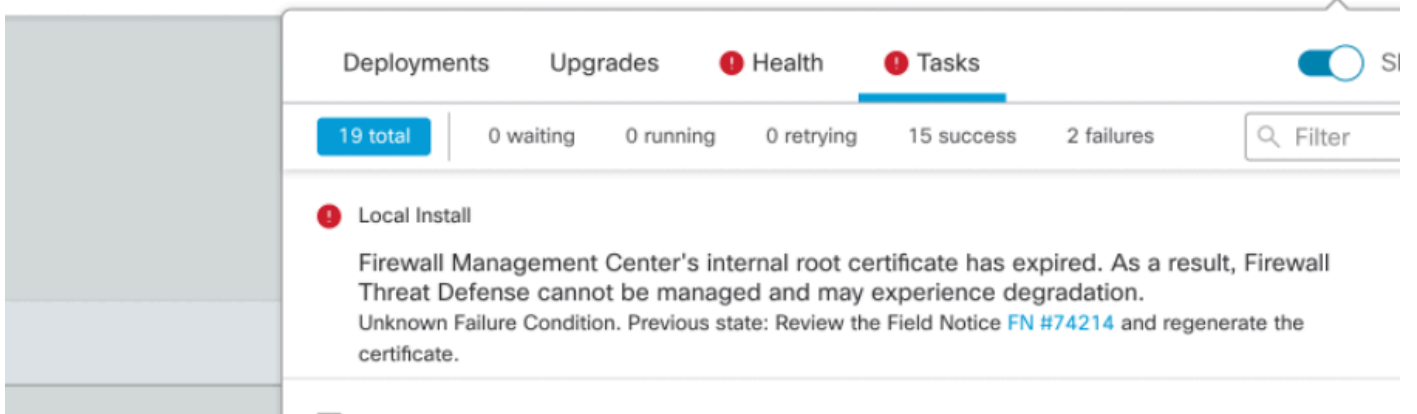 Deployments Upgrades Health Tasks
19 total 0 waiting 0 running 0 retrying 15 success 2 failures Filter
Local Install
Firewall Management Center's internal root certificate has expired. As a result, Firewall
Threat Defense cannot be managed and may experience degradation.
Unknown Failure Condition. Previous state: Review the Field Notice FN #74214 and regenerate the
certificate.